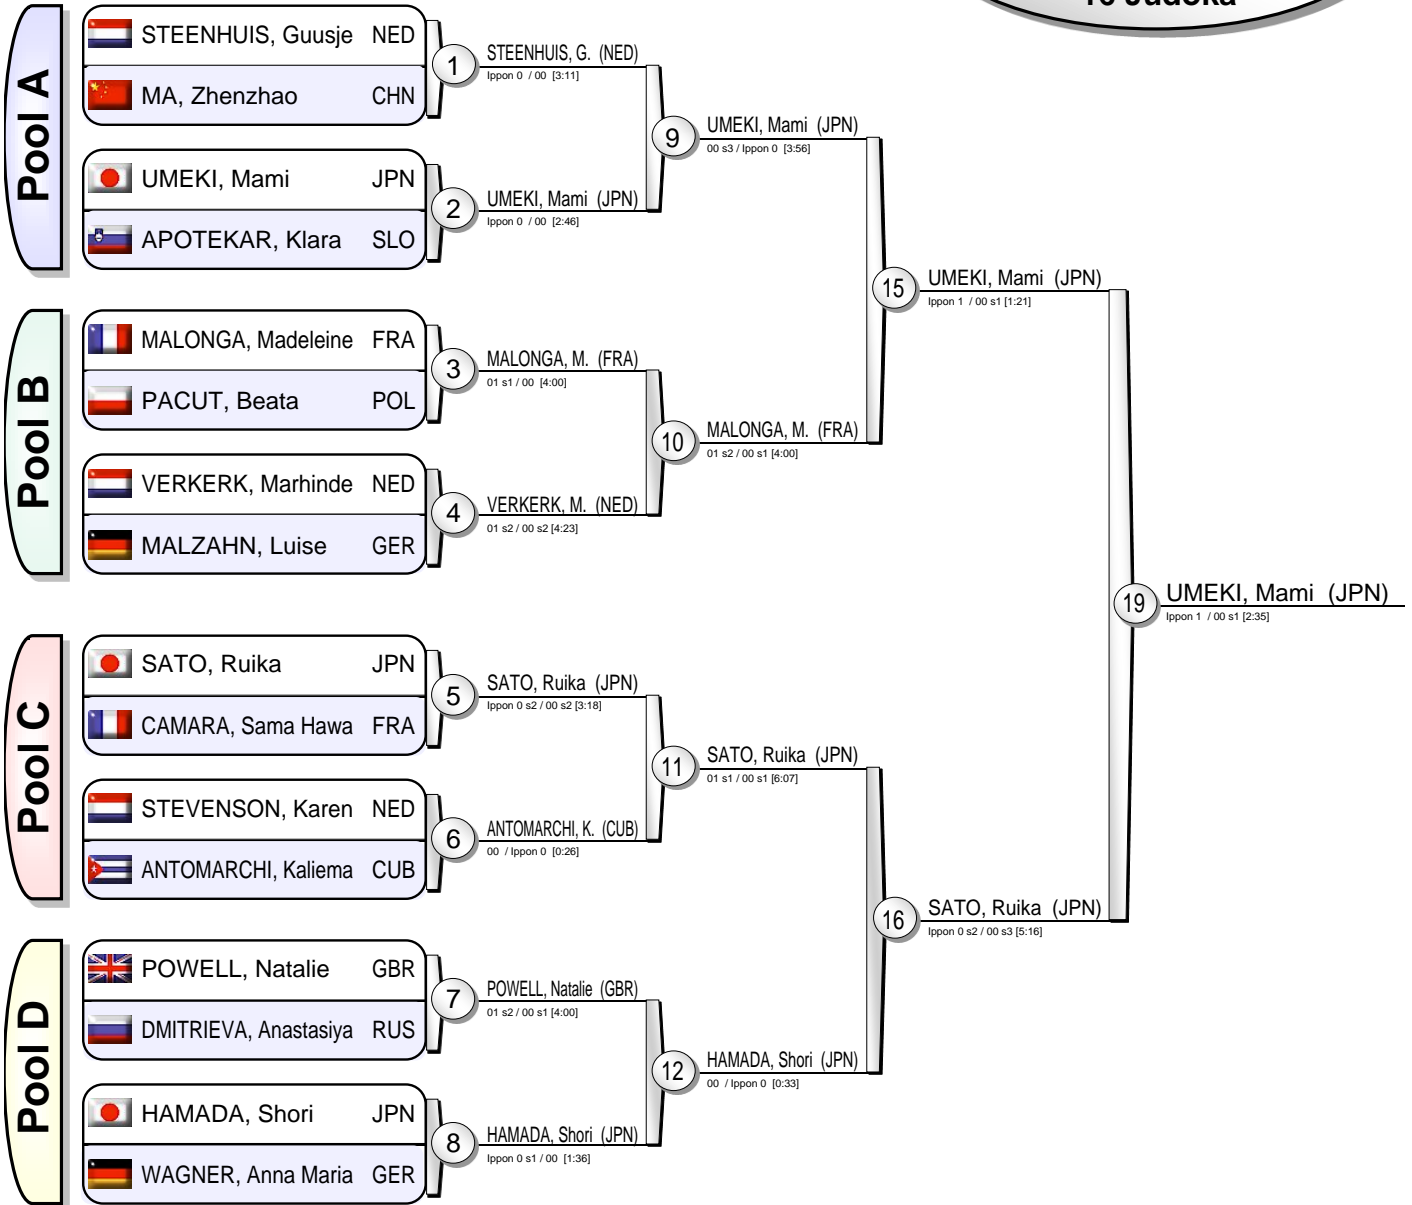 16 Judoka
Pool A
STEENHUIS, Guusje NED
MA, Zhenzhao CHN
1
STEENHUIS, G. (NED)
Ippon 0 / 00 [3:11]
UMEKI, Mami JPN
APOTEKAR, Klara SLO
2
UMEKI, Mami (JPN)
Ippon 0 / 00 [2:46]
9
UMEKI, Mami (JPN)
00 s3 / Ippon 0 [3:56]
Pool B
MALONGA, Madeleine FRA
PACUT, Beata POL
3
MALONGA, M. (FRA)
01 s1 / 00 [4:00]
VERKERK, Marhinde NED
MALZAHN, Luise GER
4
VERKERK, M. (NED)
01 s2 / 00 s2 [4:23]
10
MALONGA, M. (FRA)
01 s2 / 00 s1 [4:00]
15
UMEKI, Mami (JPN)
Ippon 1 / 00 s1 [1:21]
Pool C
SATO, Ruika JPN
CAMARA, Sama Hawa FRA
5
SATO, Ruika (JPN)
Ippon 0 s2 / 00 s2 [3:18]
STEVENSON, Karen NED
ANTOMARCHI, Kaliema CUB
6
ANTOMARCHI, K. (CUB)
00 / Ippon 0 [0:26]
11
SATO, Ruika (JPN)
01 s1 / 00 s1 [6:07]
Pool D
POWELL, Natalie GBR
DMITRIEVA, Anastasiya RUS
7
POWELL, Natalie (GBR)
01 s2 / 00 s1 [4:00]
HAMADA, Shori JPN
WAGNER, Anna Maria GER
8
HAMADA, Shori (JPN)
Ippon 0 s1 / 00 [1:36]
12
HAMADA, Shori (JPN)
00 / Ippon 0 [0:33]
16
SATO, Ruika (JPN)
Ippon 0 s2 / 00 s3 [5:16]
19
UMEKI, Mami (JPN)
Ippon 1 / 00 s1 [2:35]